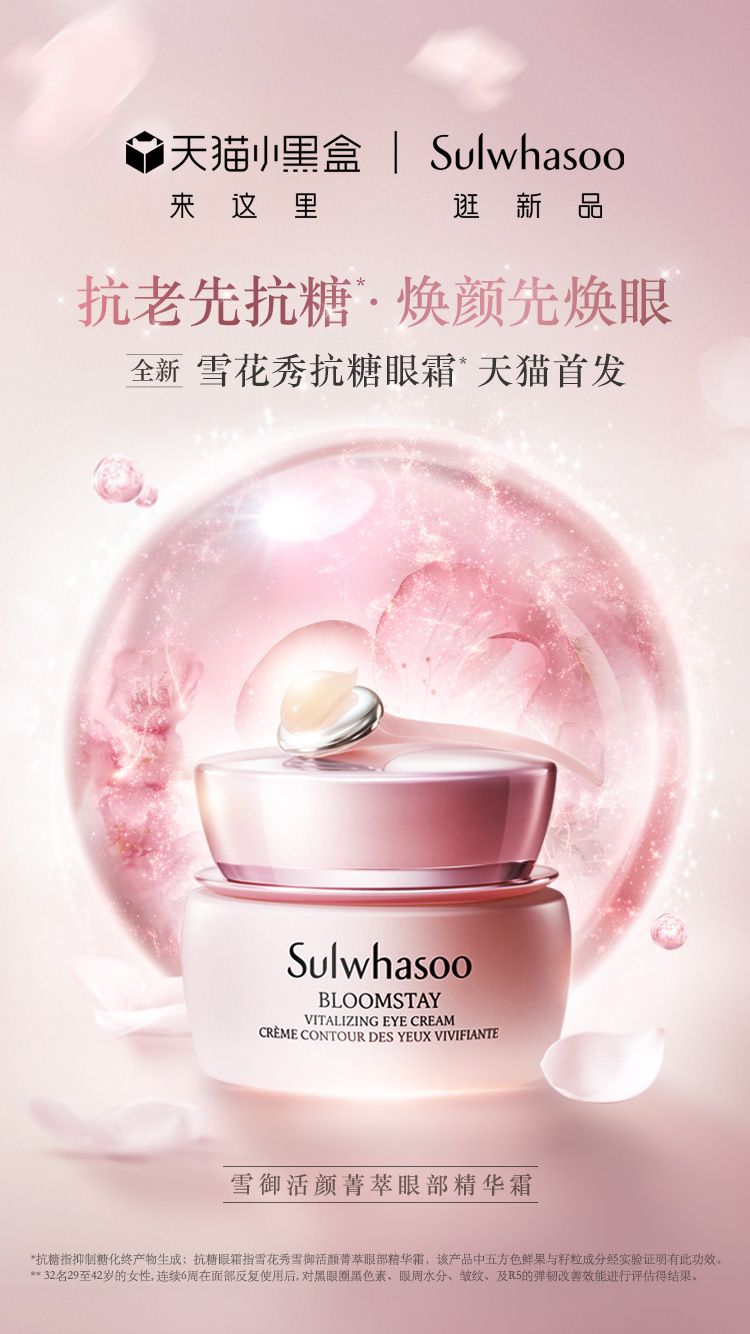 天猫小黑盒 | Sulwhasoo
来这里 逛新品
抗老先抗糖*·焕颜先焕眼
全新 雪花秀抗糖眼霜* 天猫首发
Sulwhasoo
BLOOMSTAY
VITALIZING EYE CREAM
CRÈME CONTOUR DES YEUX VIVIFIANTE
雪御活颜菁萃眼部精华霜
*抗糖指抑制糖化终产物生成；抗糖眼霜指雪花秀雪御活颜菁萃眼部精华霜，该产品中五方色鲜果与籽粒成分经实验证明有此功效。
** 32名29至42岁的女性, 连续6周在面部反复使用后, 对黑眼圈黑色素、眼周水分、皱纹、及R5的弹韧改善效能进行评估得结果。